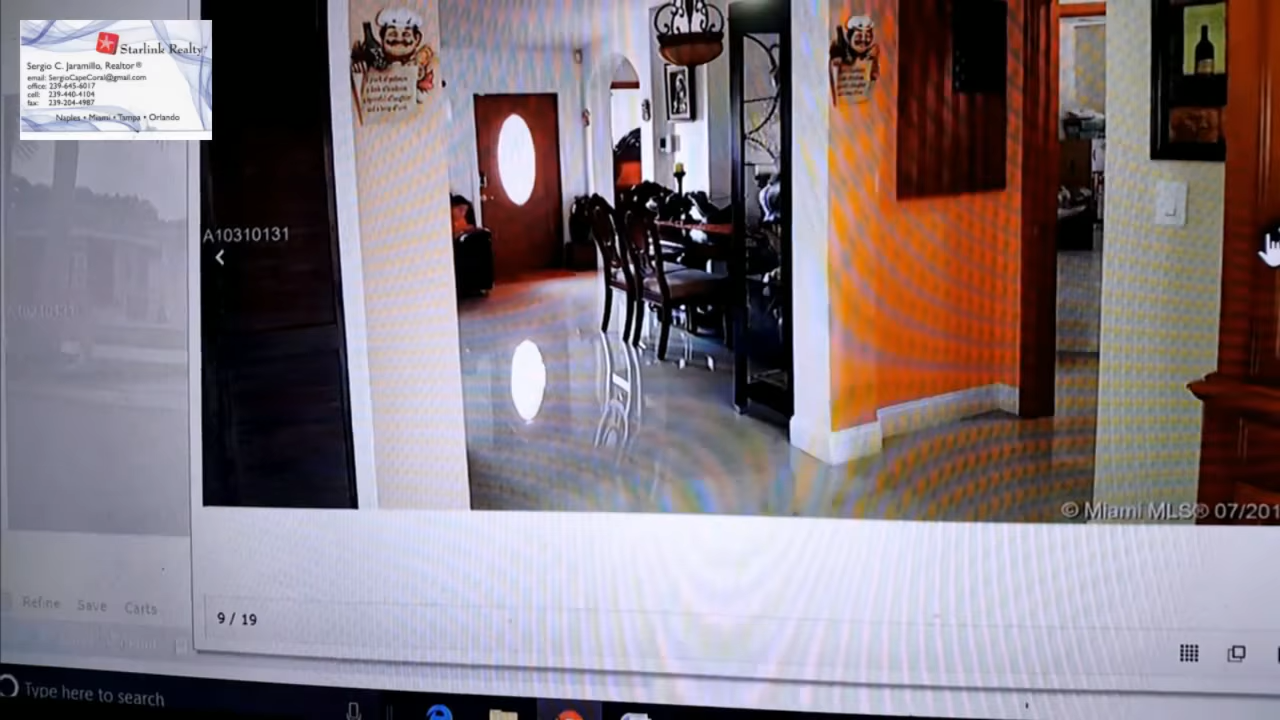 Starlink Realty
Sergio C. Jaramillo, Realtor®
email: SergioCapeCoral@gmail.com
office: 239-645-6017
cell: 239-440-4104
fax: 239-204-4987
Naples • Miami • Tampa • Orlando
A10310131
A10310131
© Miami MLS® 07/201
Refine Save Carts
9 / 19
Type here to search